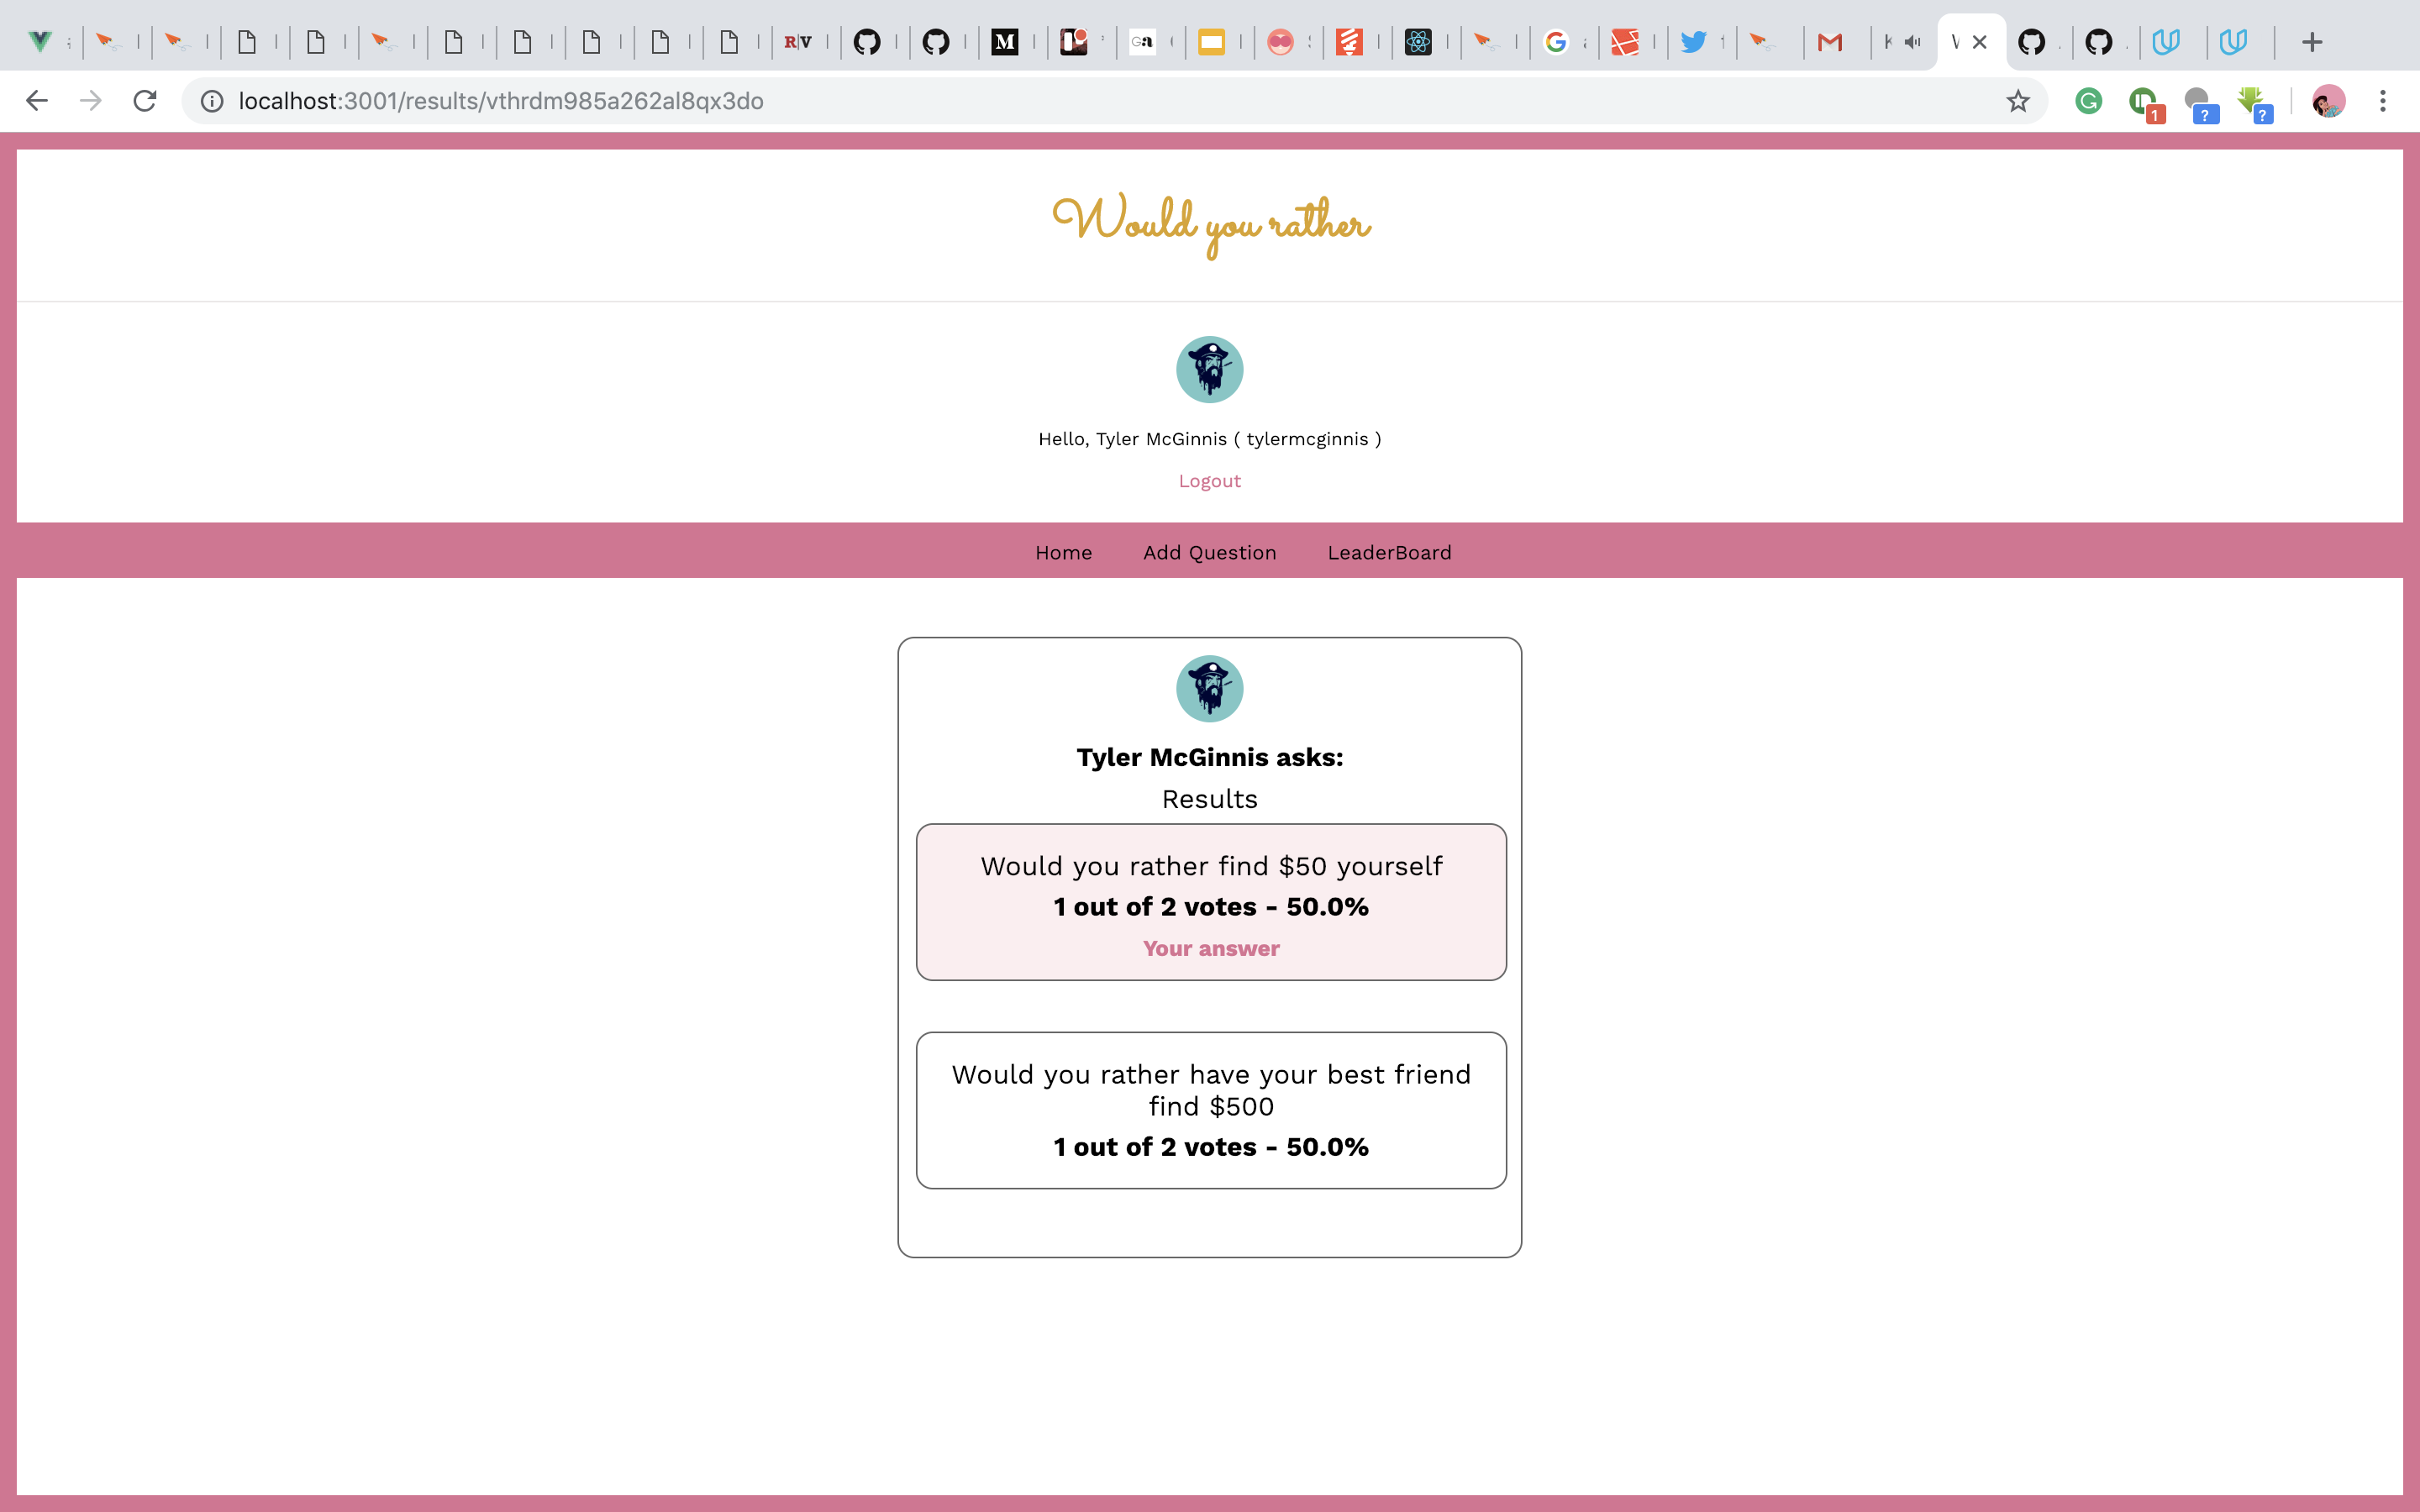 R|V
M
Ga
localhost:3001/results/vthrdm985a262al8qx3do
1
?
?
Would you rather
Hello, Tyler McGinnis ( tylermcginnis )
Logout
Home Add Question LeaderBoard
Tyler McGinnis asks:
Results
Would you rather find $50 yourself
1 out of 2 votes - 50.0%
Your answer
Would you rather have your best friend
find $500
1 out of 2 votes - 50.0%